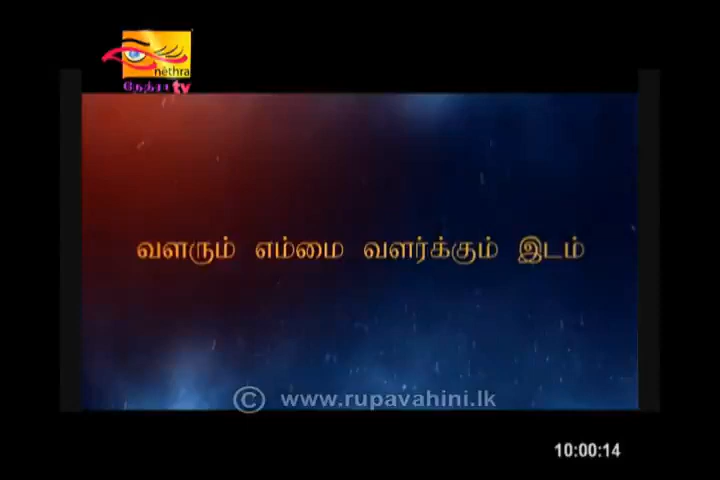 nethra
நேத்ரா tv
வளரும் எம்மை வளர்க்கும் இடம்
© www.rupavahini.lk
10:00:14